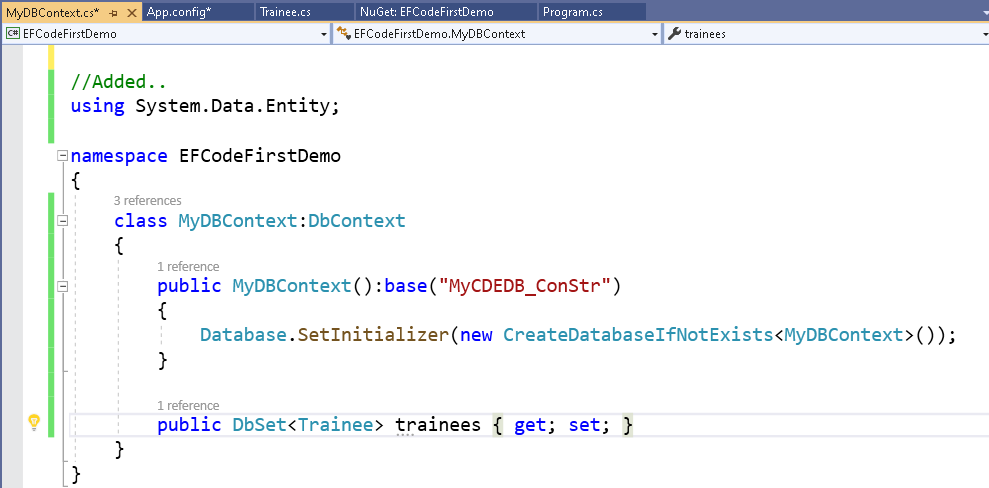 MyDBContext.cs* App.config* Trainee.cs NuGet: EFCodeFirstDemo Program.cs
C# EFCodeFirstDemo EFCodeFirstDemo.MyDBContext trainees
//Added..
using System.Data.Entity;
namespace EFCodeFirstDemo
{
3 references
class MyDBContext:DbContext
{
1 reference
public MyDBContext():base("MyCDEDB_ConStr")
{
Database.SetInitializer(new CreateDatabaseIfNotExists<MyDBContext>());
}
1 reference
public DbSet<Trainee> trainees { get; set; }
}
}